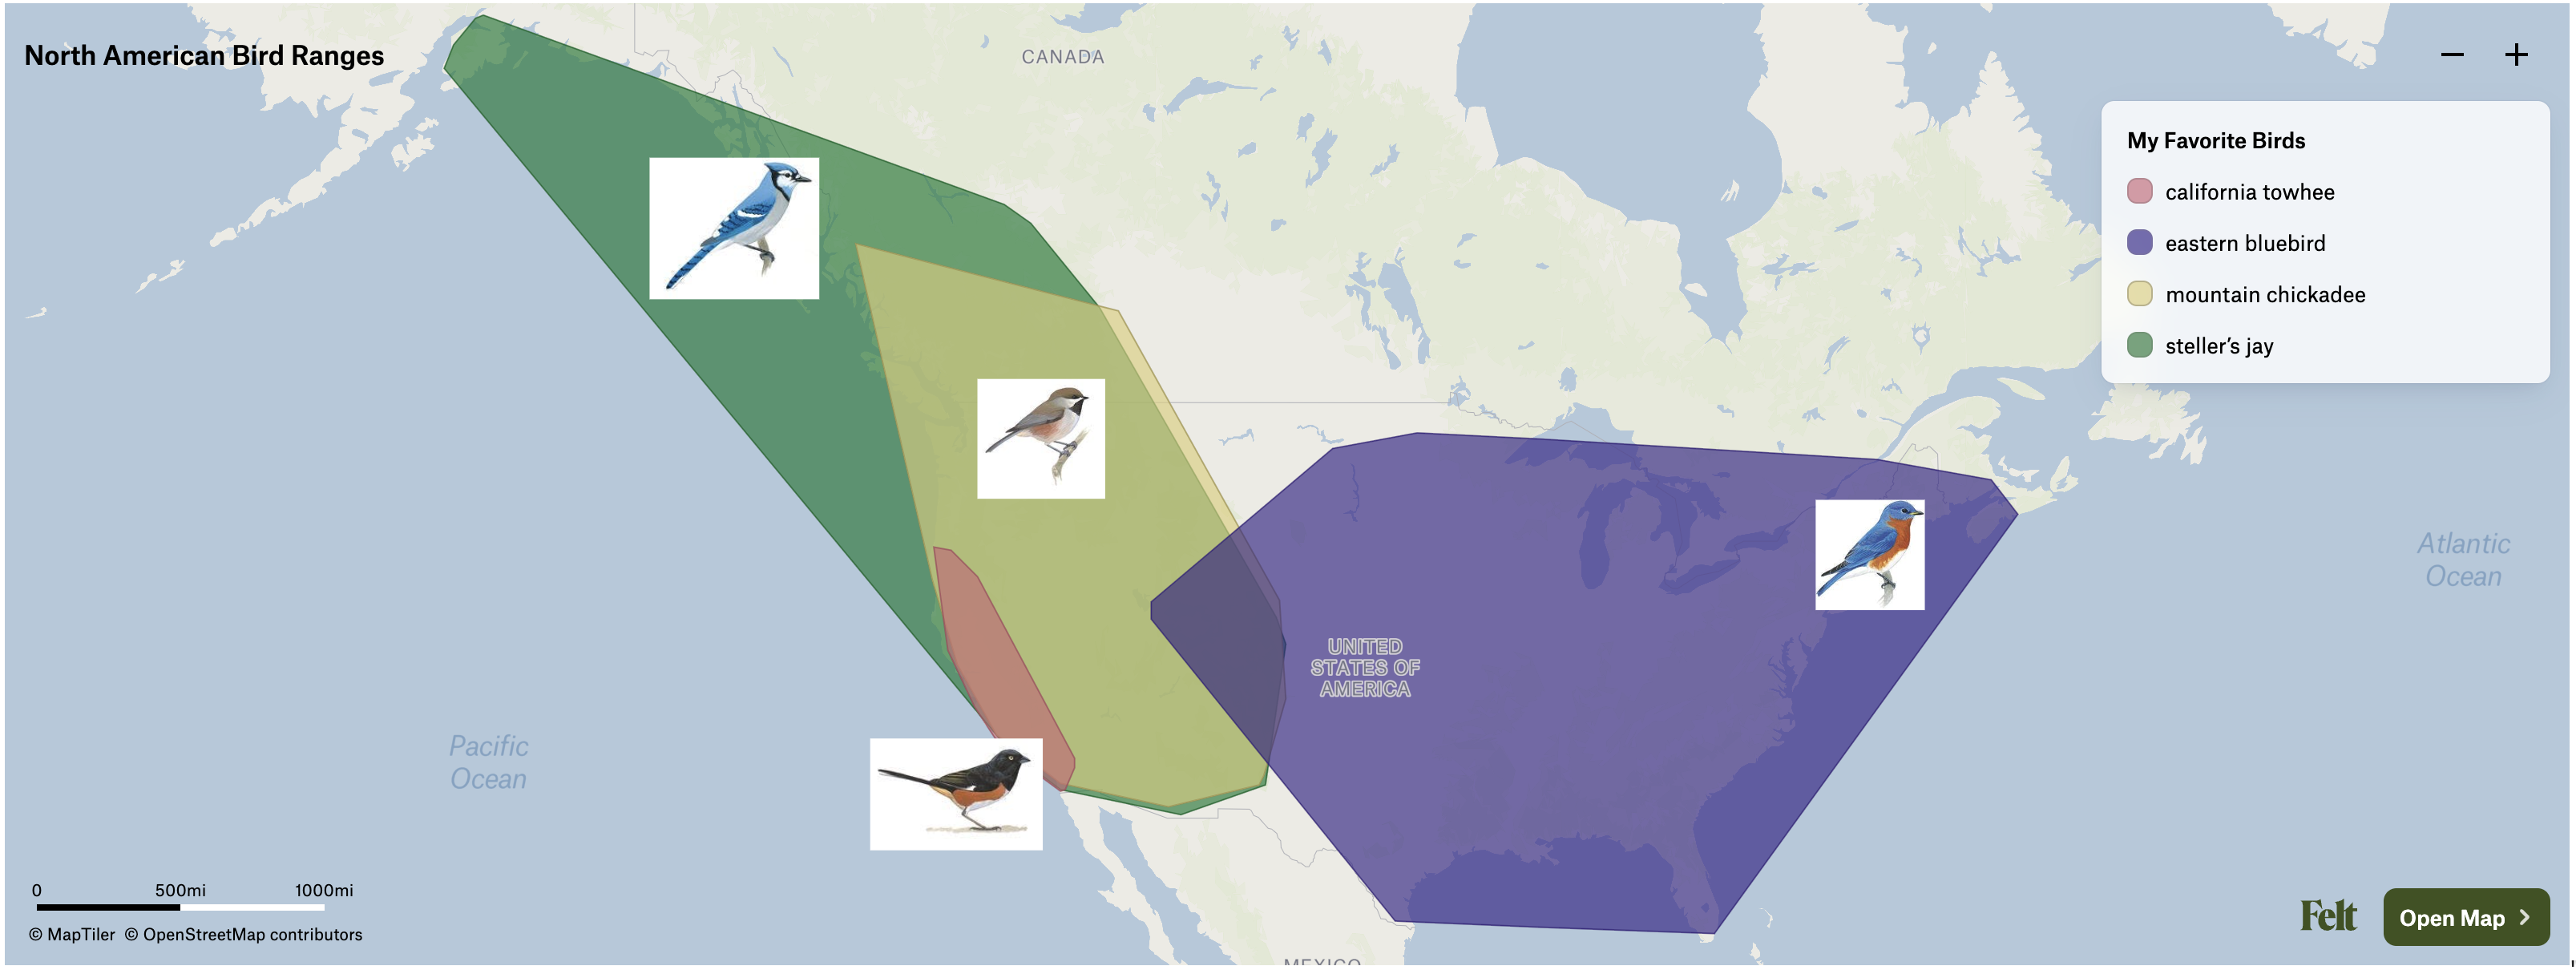 North American Bird Ranges
CANADA
− +
My Favorite Birds
california towhee
eastern bluebird
mountain chickadee
steller’s jay
Atlantic
Ocean
UNITED
STATES OF
AMERICA
Pacific
Ocean
0 500mi 1000mi
© MapTiler © OpenStreetMap contributors
Felt
Open Map >
MEXICO